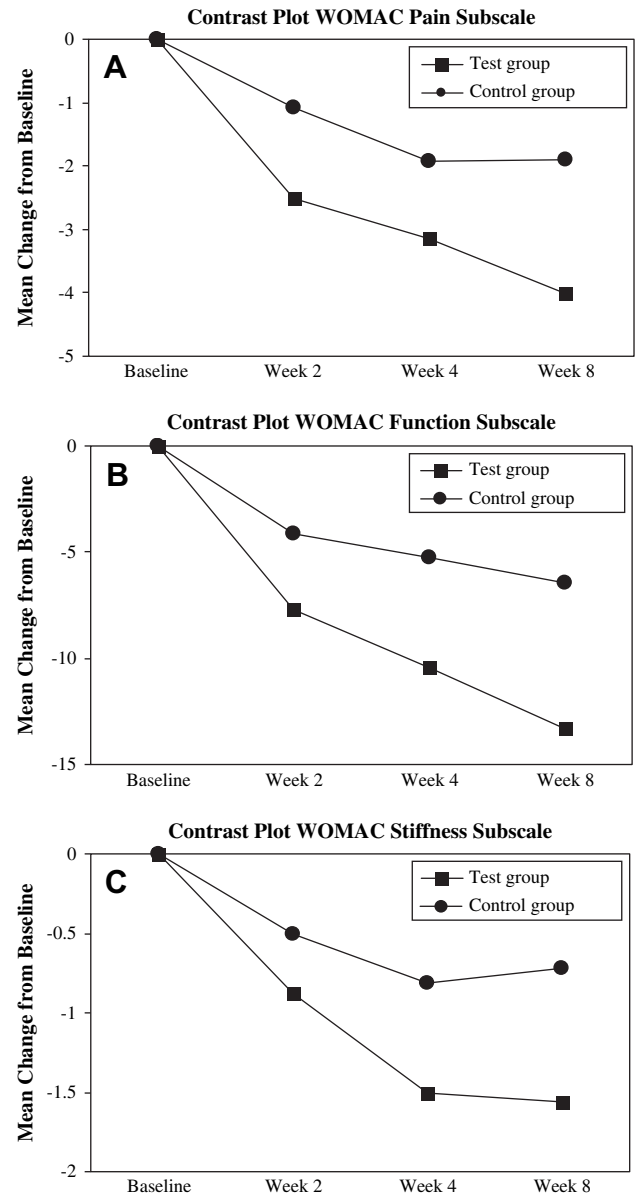 Contrast Plot WOMAC Pain Subscale
A
Test group
Control group
Mean Change from Baseline
0
-1
-2
-3
-4
-5
Baseline Week 2 Week 4 Week 8
Contrast Plot WOMAC Function Subscale
B
Test group
Control group
Mean Change from Baseline
0
-5
-10
-15
Baseline Week 2 Week 4 Week 8
Contrast Plot WOMAC Stiffness Subscale
C
Test group
Control group
Mean Change from Baseline
0
-0.5
-1
-1.5
-2
Baseline Week 2 Week 4 Week 8